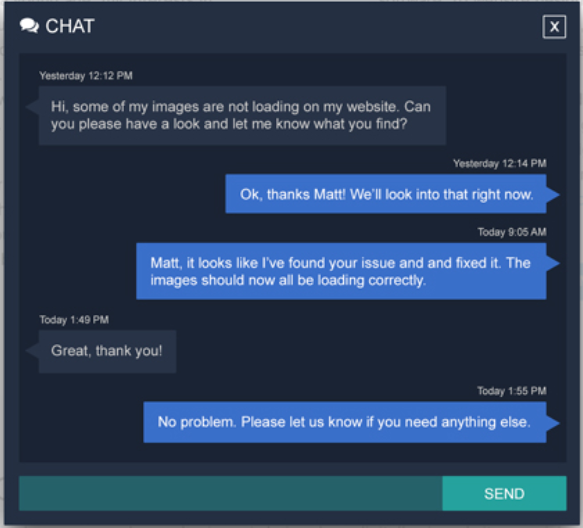 CHAT
X
Yesterday 12:12 PM
Hi, some of my images are not loading on my website. Can
you please have a look and let me know what you find?
Yesterday 12:14 PM
Ok, thanks Matt! We'll look into that right now.
Today 9:05 AM
Matt, it looks like I've found your issue and and fixed it. The
images should now all be loading correctly.
Today 1:49 PM
Great, thank you!
Today 1:55 PM
No problem. Please let us know if you need anything else.
SEND